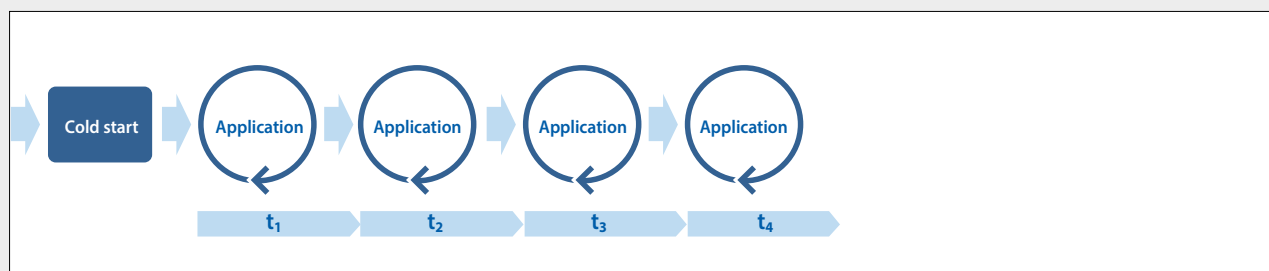 Cold start
Application
Application
Application
Application
t₁
t₂
t₃
t₄